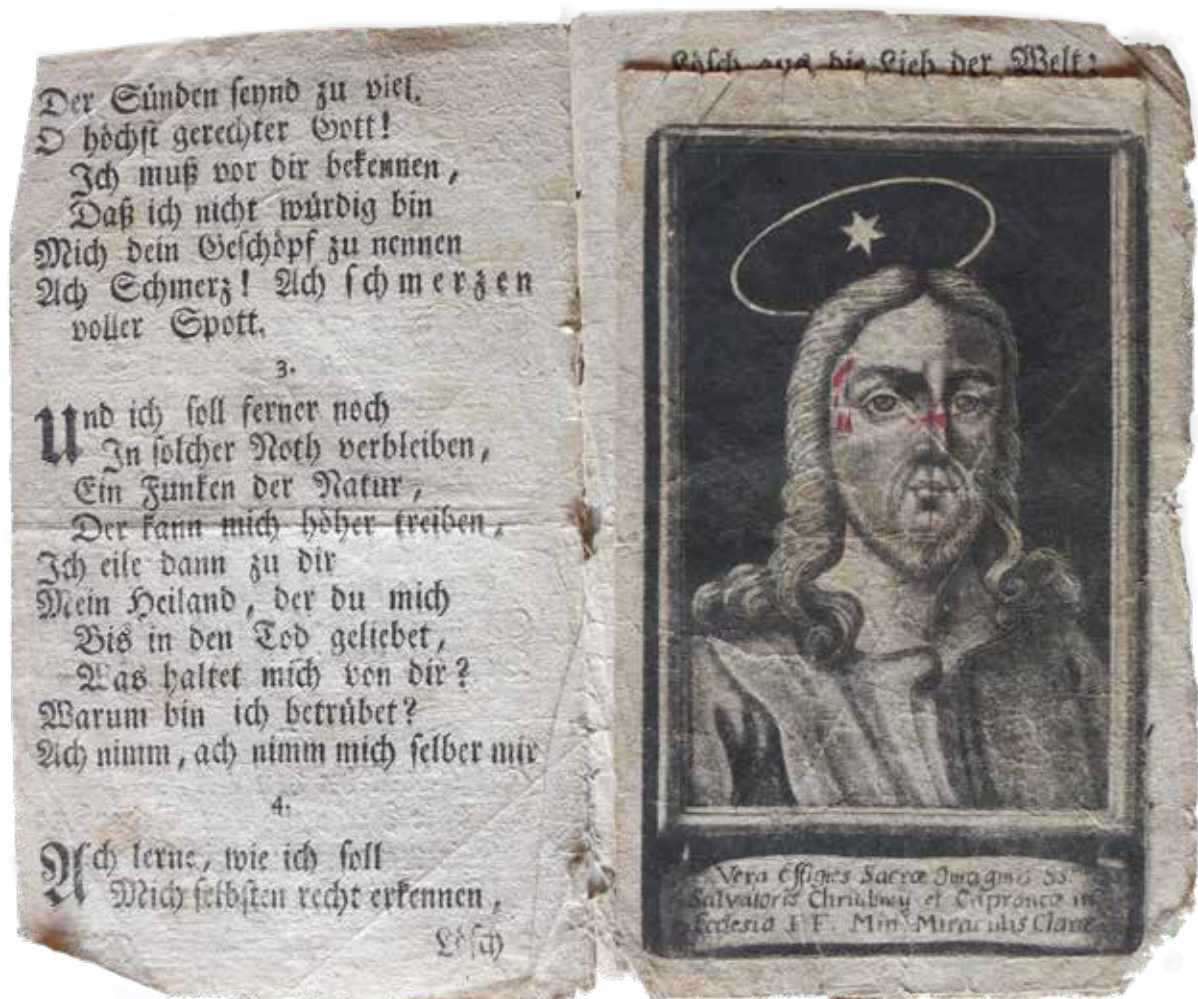 Der Sünden seynd zu viel.
O höchst gerechter Gott!
Ich muß vor dir bekennen,
Daß ich nicht würdig bin
Mich dein Geschöpf zu nennen
Ach Schmerz! Ach schmerzen
voller Spott.
3.
Und ich soll ferner noch
In solcher Noth verbleiben,
Ein Funken der Natur,
Der kann mich höher treiben,
Ich eile dann zu dir
Mein Heiland, der du mich
Bis in den Tod geliebet,
Was haltet mich von dir?
Warum bin ich betrübet?
Ach nimm, ach nimm mich selber mir
4.
Ach lerne, wie ich soll
Mich selbsten recht erkennen,
Lösch
Lösch aus die Lieb der Welt:
Vera Effigies Sacræ Imaginis SS
Salvatoris et in
Ecclesia F F. Min Miraculis Claræ